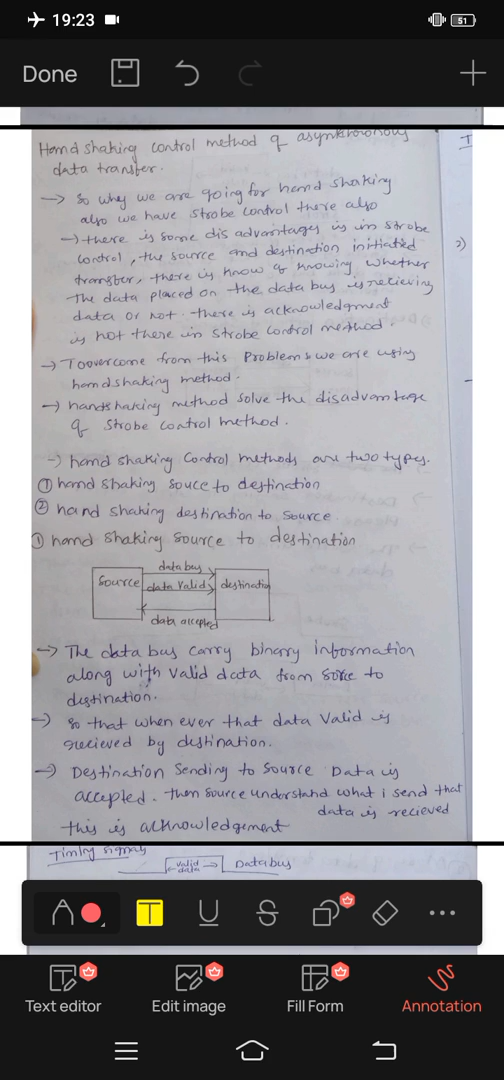 19:23
51
Done
Hand shaking control method of asynchronous
data transfer.
T
→ So why we are going for hand shaking
also we have strobe control there also
→ there is some dis advantages is in strobe
2)
control, the source and destination initiated
transfer, there is know of knowing whether
The data placed on the data bus is recieving
data or not. there is acknowledgment
is not there in strobe control method.
→ Toovercome from this Problems we are using
handshaking method.
→ handshaking method solve the disadvantage
of strobe control method.
→ hand shaking Control methods are two types.
① hand shaking souce to destination
② hand shaking destination to source.
① hand shaking source to destination
data bus
Source
data valid
destination
data accepted
→ The data bus carry binary information
along with valid data from sorce to
distination.
→ so that when ever that data valid is
recieved by distination.
→ Destination sending to source Data is
accepted. then source understand what i send that
data is recieved
this is acknowledgement
Timing signals
valid
data
Databus
T
U
S
Text editor
Edit image
Fill Form
Annotation